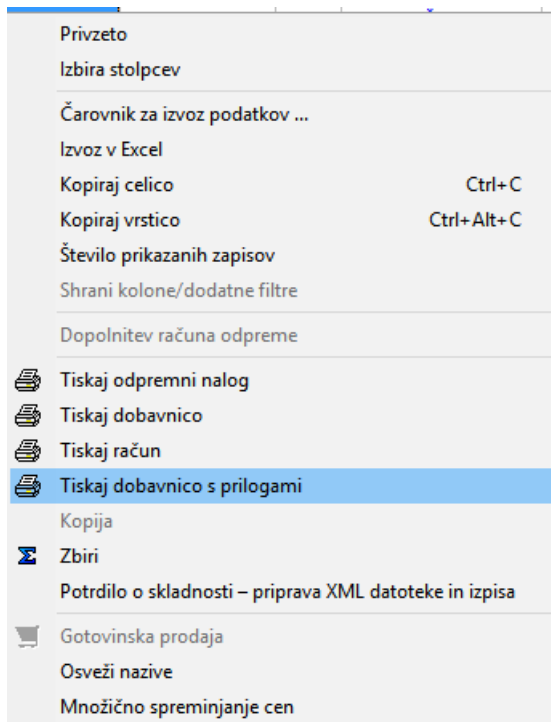 Privzeto
Izbira stolpcev
Čarovnik za izvoz podatkov ...
Izvoz v Excel
Kopiraj celico Ctrl+C
Kopiraj vrstico Ctrl+Alt+C
Število prikazanih zapisov
Shrani kolone/dodatne filtre
Dopolnitev računa odpreme
Tiskaj odpremni nalog
Tiskaj dobavnico
Tiskaj račun
Tiskaj dobavnico s prilogami
Kopija
Zbiri
Potrdilo o skladnosti – priprava XML datoteke in izpisa
Gotovinska prodaja
Osveži nazive
Množično spreminjanje cen